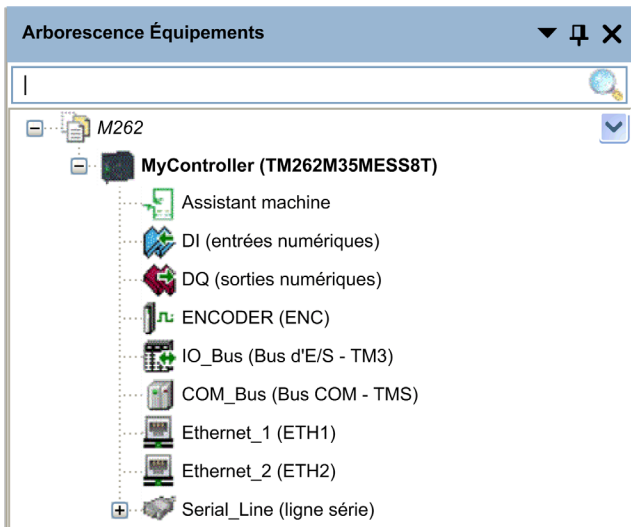 Arborescence Équipements
M262
MyController (TM262M35MESS8T)
Assistant machine
DI (entrées numériques)
DQ (sorties numériques)
ENCODER (ENC)
IO_Bus (Bus d'E/S - TM3)
COM_Bus (Bus COM - TMS)
Ethernet_1 (ETH1)
Ethernet_2 (ETH2)
Serial_Line (ligne série)